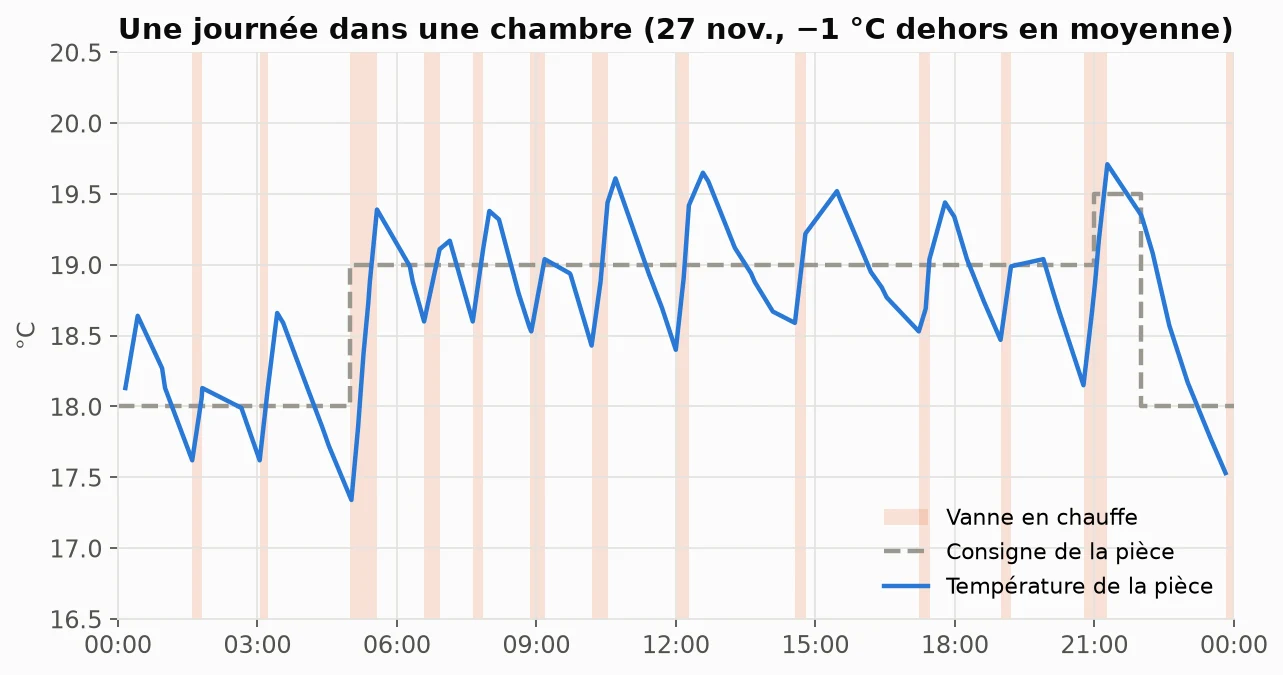 Une journée dans une chambre (27 nov., −1 °C dehors en moyenne)
°C
20.5
20.0
19.5
19.0
18.5
18.0
17.5
17.0
16.5
Vanne en chauffe
Consigne de la pièce
Température de la pièce
00:00 03:00 06:00 09:00 12:00 15:00 18:00 21:00 00:00